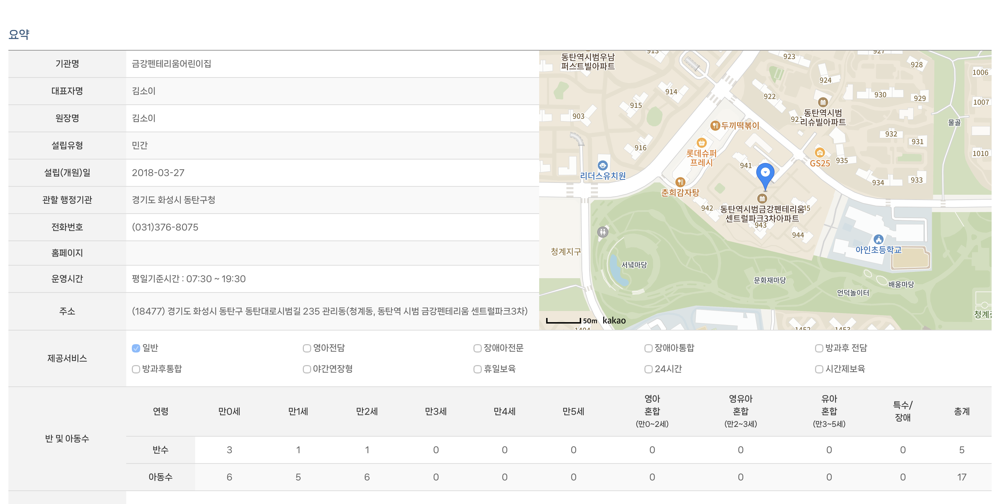 요약
기관명 금강펜테리움어린이집
대표자명 김소이
원장명 김소이
설립유형 민간
설립(개원)일 2018-03-27
관할 행정기관 경기도 화성시 동탄구청
전화번호 (031)376-8075
홈페이지
운영시간 평일기준시간 : 07:30 ~ 19:30
주소 (18477) 경기도 화성시 동탄구 동탄대로시범길 235 관리동(청계동, 동탄역 시범 금강펜테리움 센트럴파크3차)
동탄역시범우남
퍼스트빌아파트
913
923
927
928
1006
924
914
922
930
929
915
903
1007
동탄역시범
리슈빌아파트
921
물골
두끼떡볶이
932
931
916
롯데슈퍼
프레시
1010
GS25
935
941
리더스유치원
934
933
춘희감자탕
942
동탄역시범금강펜테리움
센트럴파크3차아파트
15
943
944
아인초등학교
청계지구
서녘마당
문화재마당
배움마당
언덕놀이터
청계중
50m kakao
1404
1452
1453
제공서비스
일반 영아전담 장애아전문 장애아통합 방과후 전담
방과후통합 야간연장형 휴일보육 24시간 시간제보육
반 및 아동수
연령 만0세 만1세 만2세 만3세 만4세 만5세 영아 혼합 (만0~2세) 영유아 혼합 (만2~3세) 유아 혼합 (만3~5세) 특수/ 장애 총계
반수 3 1 1 0 0 0 0 0 0 0 5
아동수 6 5 6 0 0 0 0 0 0 0 17